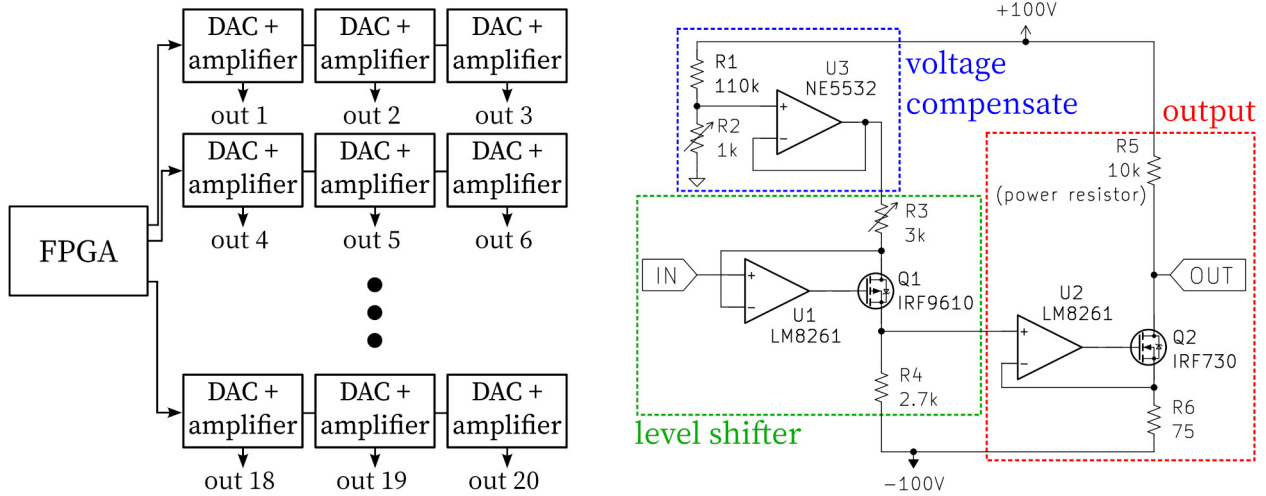 DAC +
amplifier
DAC +
amplifier
DAC +
amplifier
out 1
out 2
out 3
DAC +
amplifier
DAC +
amplifier
DAC +
amplifier
FPGA
out 4
out 5
out 6
DAC +
amplifier
DAC +
amplifier
DAC +
amplifier
out 18
out 19
out 20
+100V
R1
110k
U3
NE5532
voltage
compensate
R2
1k
+
−
output
R5
10k
(power resistor)
R3
3k
IN
+
−
U1
LM8261
Q1
IRF9610
OUT
U2
LM8261
+
−
Q2
IRF730
R4
2.7k
R6
75
level shifter
−100V